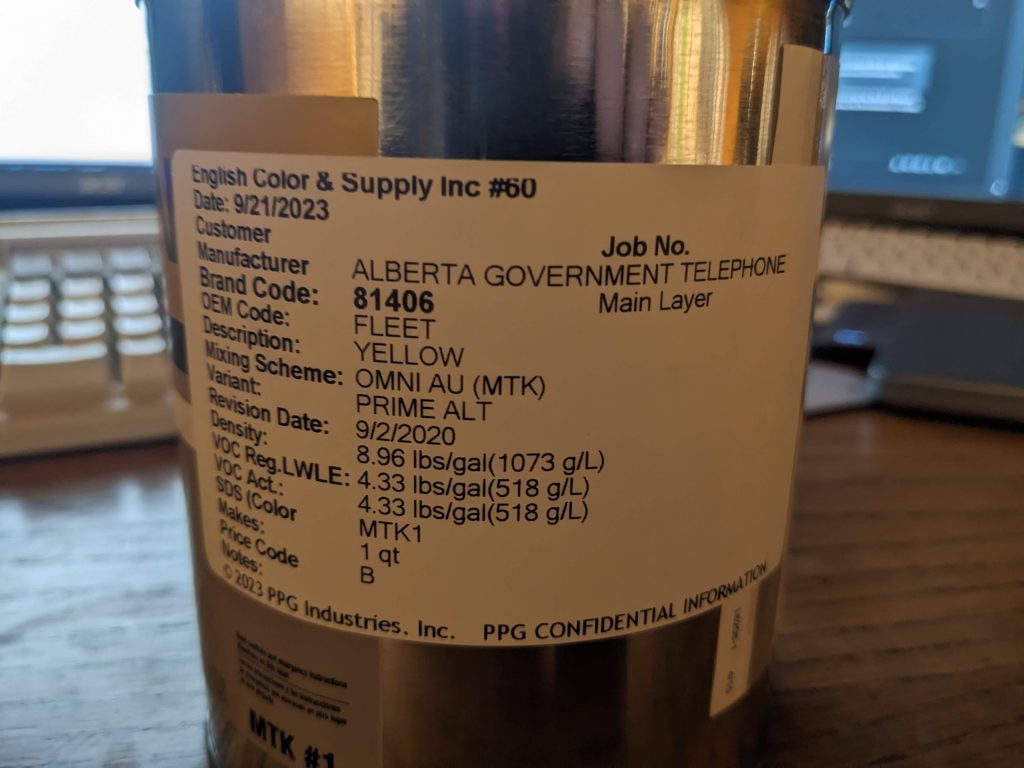 English Color & Supply Inc #60
Date: 9/21/2023
Customer
Job No.
Manufacturer ALBERTA GOVERNMENT TELEPHONE
Brand Code: 81406 Main Layer
OEM Code: FLEET
Description: YELLOW
Mixing Scheme: OMNI AU (MTK)
Variant: PRIME ALT
Revision Date: 9/2/2020
Density: 8.96 lbs/gal(1073 g/L)
VOC Reg.LWLE: 4.33 lbs/gal(518 g/L)
VOC Act.: 4.33 lbs/gal(518 g/L)
SDS (Color MTK1
Makes: 1 qt
Price Code B
Notes:
© 2023 PPG Industries, Inc. PPG CONFIDENTIAL INFORMATION
MTK #1